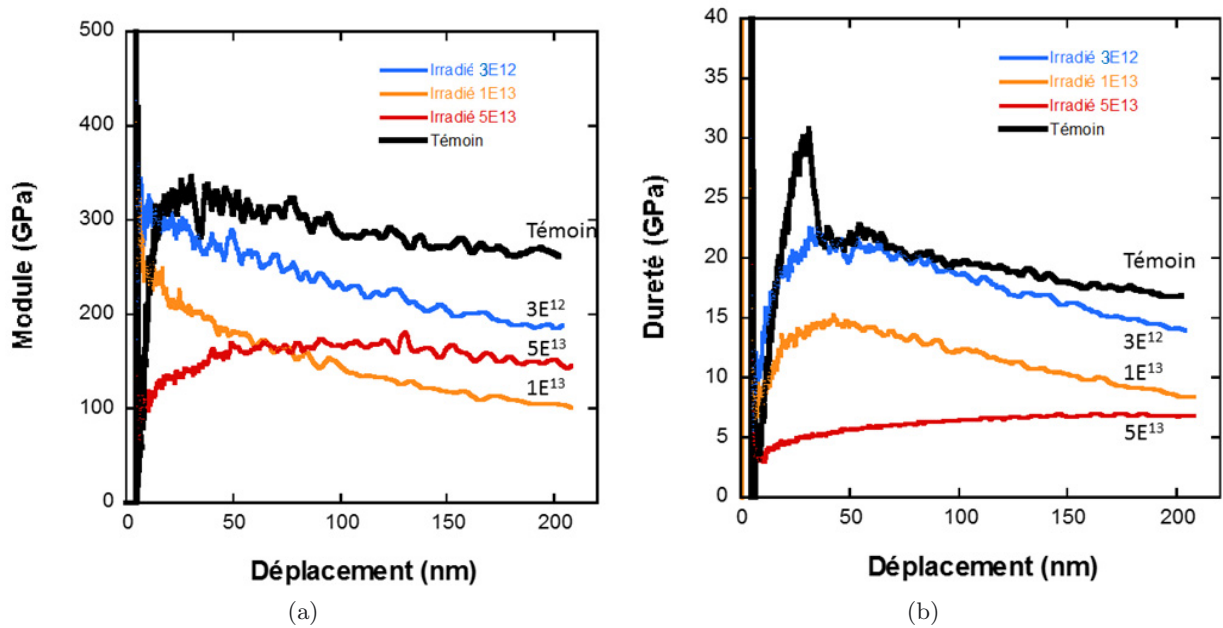 500
400
300
200
100
0
0
50
100
150
200
Module (GPa)
Déplacement (nm)
Irradié 3E12
Irradié 1E13
Irradié 5E13
Témoin
Témoin
3E¹²
5E¹³
1E¹³
(a)
40
35
30
25
20
15
10
5
0
0
50
100
150
200
Dureté (GPa)
Déplacement (nm)
Irradié 3E12
Irradié 1E13
Irradié 5E13
Témoin
Témoin
3E¹²
1E¹³
5E¹³
(b)